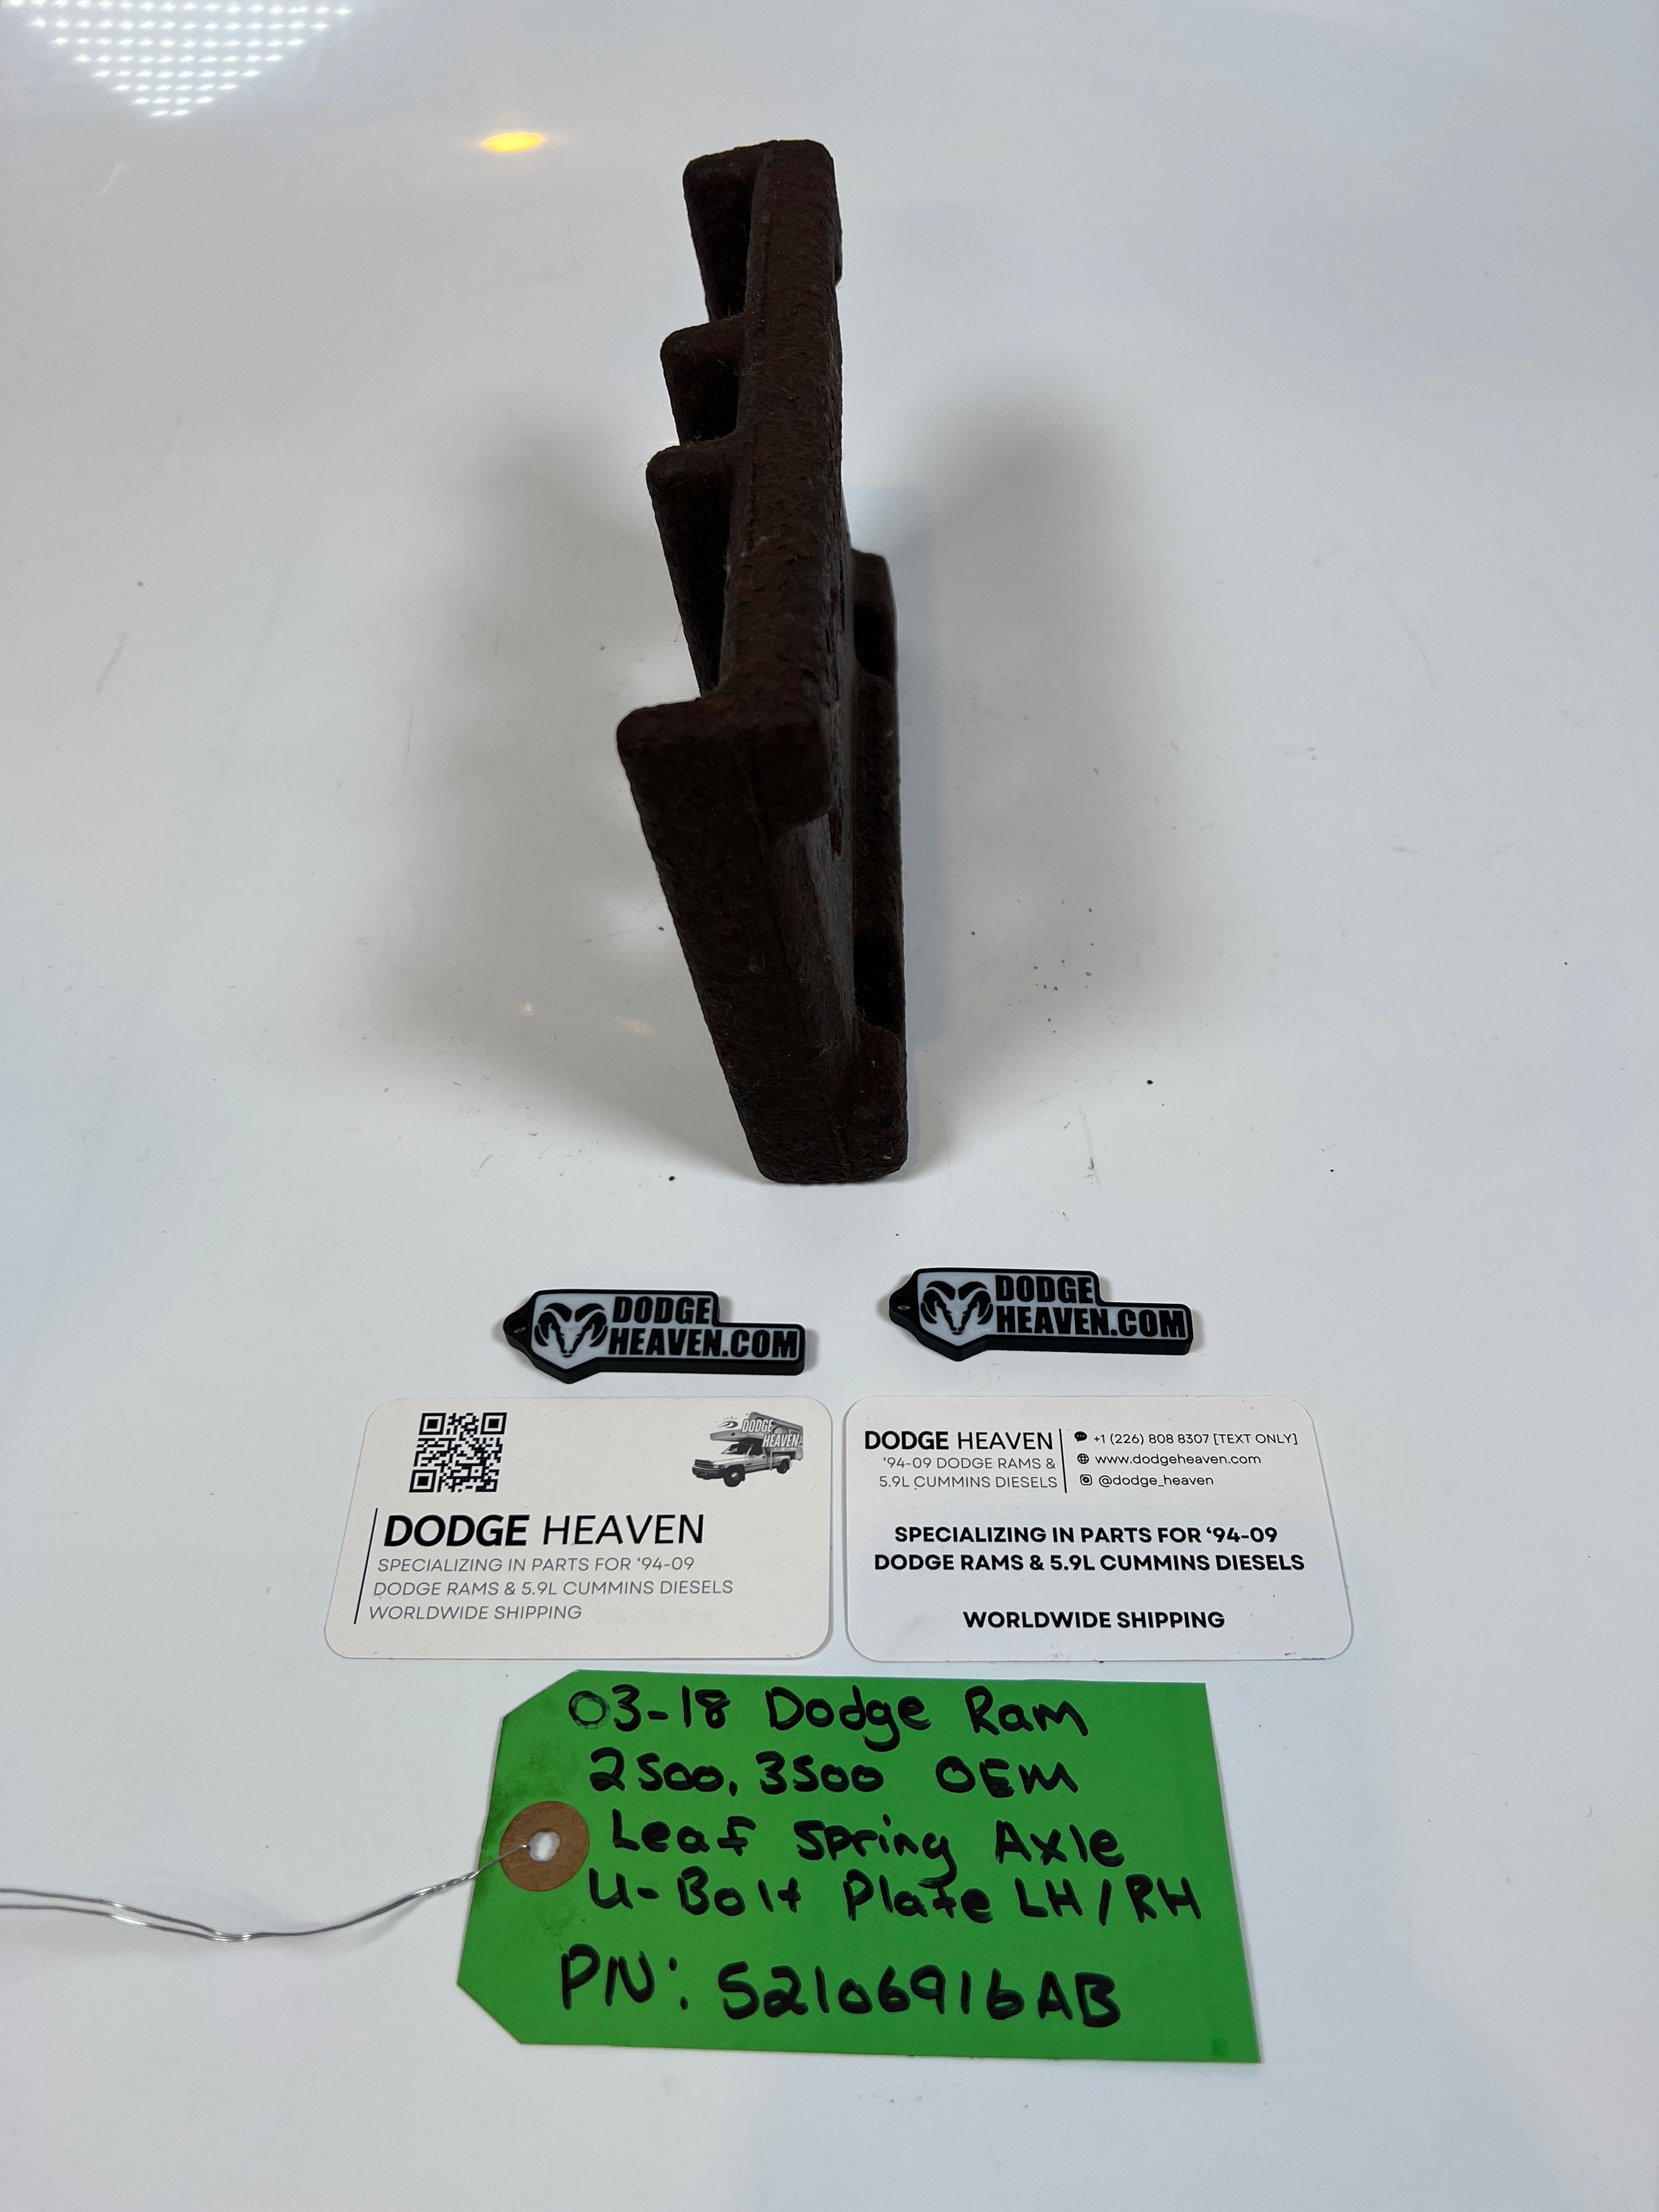 DODGE
HEAVEN.COM
DODGE
HEAVEN.COM
DODGE
HEAVEN
DODGE HEAVEN
SPECIALIZING IN PARTS FOR ‘94-09
DODGE RAMS & 5.9L CUMMINS DIESELS
WORLDWIDE SHIPPING
DODGE HEAVEN
‘94-09 DODGE RAMS &
5.9L CUMMINS DIESELS
+1 (226) 808 8307 [TEXT ONLY]
www.dodgeheaven.com
@dodge_heaven
SPECIALIZING IN PARTS FOR ‘94-09
DODGE RAMS & 5.9L CUMMINS DIESELS
WORLDWIDE SHIPPING
03-18 Dodge Ram
2500, 3500 OEM
Leaf Spring Axle
U-Bolt Plate LH/RH
PN: 52106916AB